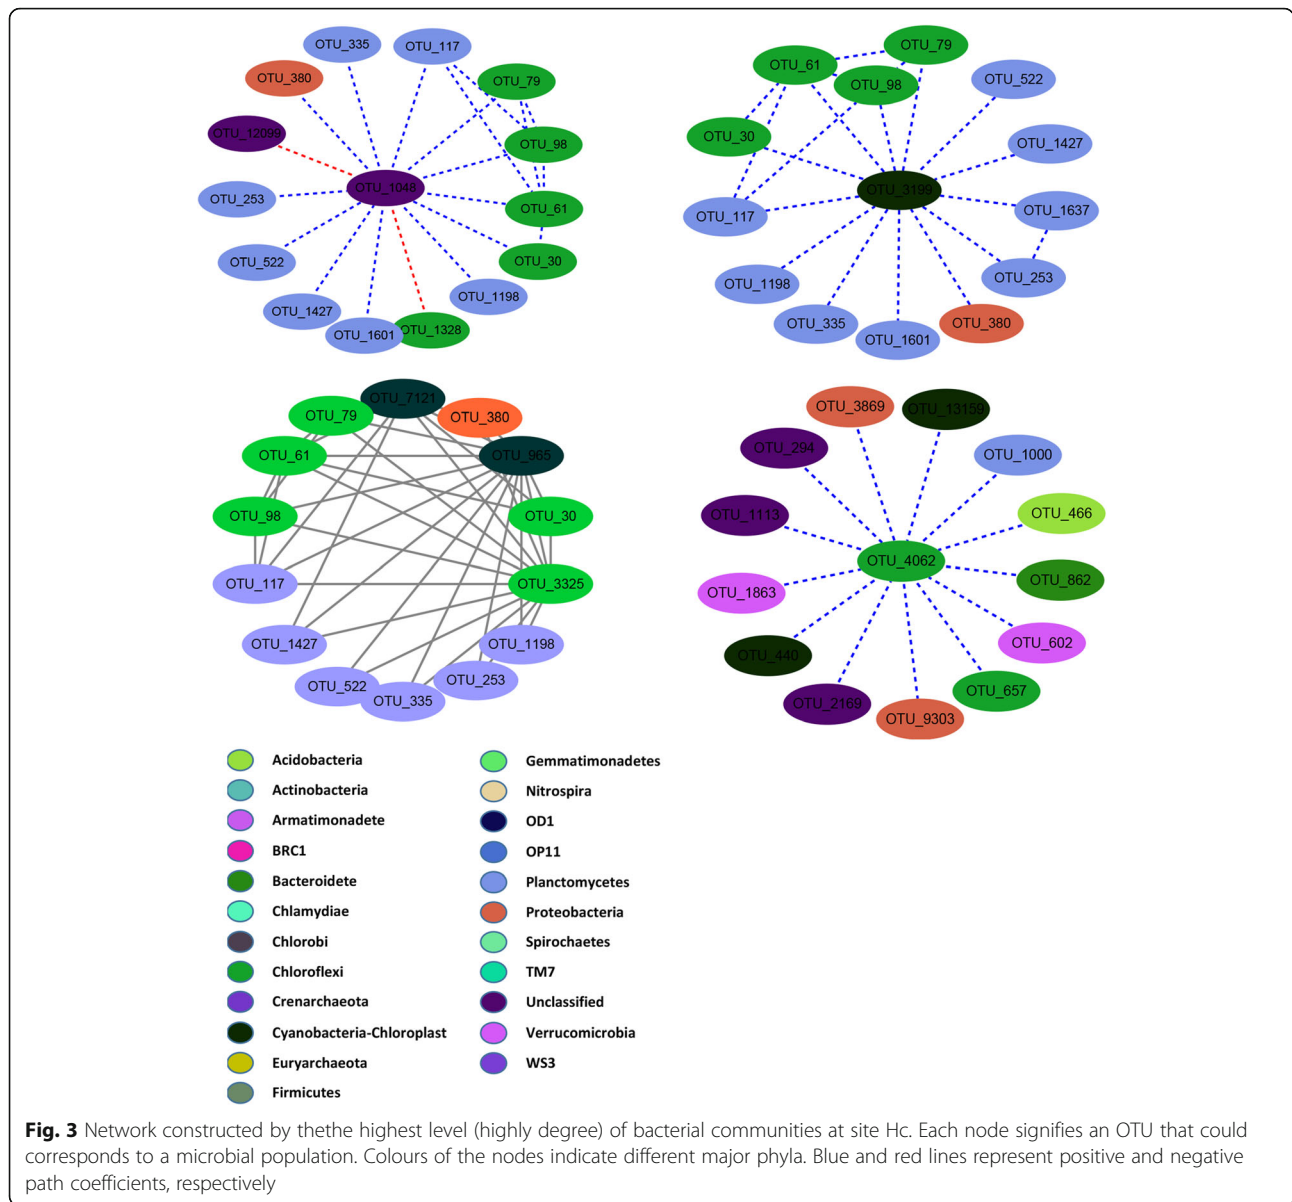 OTU_335
OTU_117
OTU_380
OTU_79
OTU_12099
OTU_98
OTU_1048
OTU_253
OTU_61
OTU_522
OTU_30
OTU_1427
OTU_1198
OTU_1601
OTU_1328
OTU_79
OTU_61
OTU_98
OTU_522
OTU_30
OTU_1427
OTU_3199
OTU_117
OTU_1637
OTU_253
OTU_1198
OTU_335
OTU_380
OTU_1601
OTU_7121
OTU_79
OTU_380
OTU_61
OTU_965
OTU_98
OTU_30
OTU_117
OTU_3325
OTU_1427
OTU_1198
OTU_522
OTU_253
OTU_335
OTU_3869
OTU_13159
OTU_294
OTU_1000
OTU_1113
OTU_466
OTU_4062
OTU_862
OTU_1863
OTU_602
OTU_440
OTU_657
OTU_2169
OTU_9303
Acidobacteria
Actinobacteria
Armatimonadete
BRC1
Bacteroidete
Chlamydiae
Chlorobi
Chloroflexi
Crenarchaeota
Cyanobacteria-Chloroplast
Euryarchaeota
Firmicutes
Gemmatimonadetes
Nitrospira
OD1
OP11
Planctomycetes
Proteobacteria
Spirochaetes
TM7
Unclassified
Verrucomicrobia
WS3
Fig. 3 Network constructed by thethe highest level (highly degree) of bacterial communities at site Hc. Each node signifies an OTU that could
corresponds to a microbial population. Colours of the nodes indicate different major phyla. Blue and red lines represent positive and negative
path coefficients, respectively